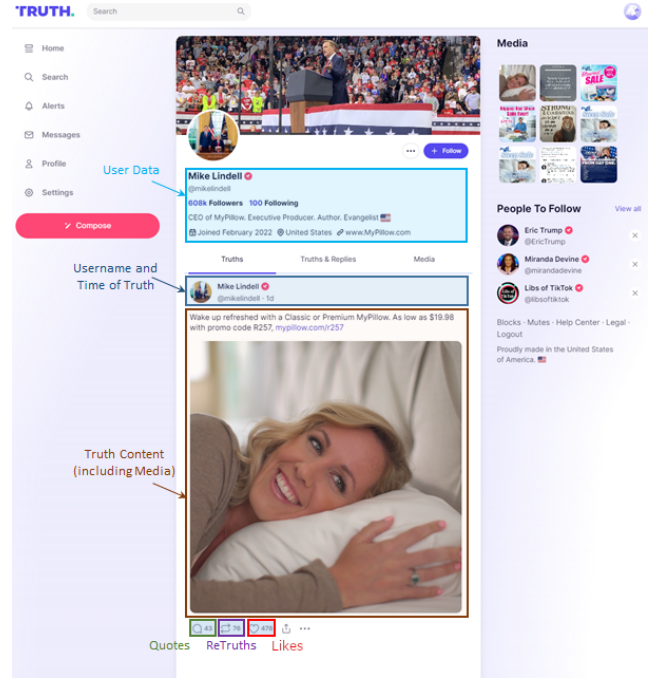 TRUTH.
Search
Home
Search
Alerts
Messages
Profile
Settings
Compose
Follow
User Data
Mike Lindell
@mikelindell
608k Followers 100 Following
CEO of MyPillow. Executive Producer. Author. Evangelist
Joined February 2022 United States www.MyPillow.com
Truths Truths & Replies Media
Username and
Time of Truth
Mike Lindell
@mikelindell · 1d
Wake up refreshed with a Classic or Premium MyPillow. As low as $19.98
with promo code R257, mypillow.com/r257
Truth Content
(including Media)
43 76 478
Quotes ReTruths Likes
Media
SALE
STRONG
People To Follow View all
Eric Trump
@EricTrump
Miranda Devine
@mirandadevine
Libs of TikTok
@libsoftiktok
Blocks · Mutes · Help Center · Legal ·
Logout
Proudly made in the United States
of America.